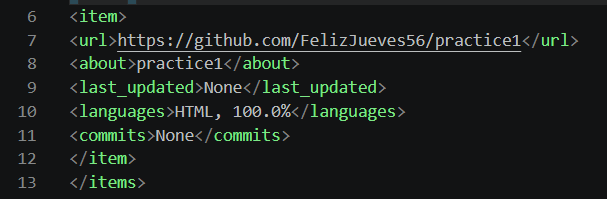 6 <item>
7 <url>https://github.com/FelizJueves56/practice1</url>
8 <about>practice1</about>
9 <last_updated>None</last_updated>
10 <languages>HTML, 100.0%</languages>
11 <commits>None</commits>
12 </item>
13 </items>